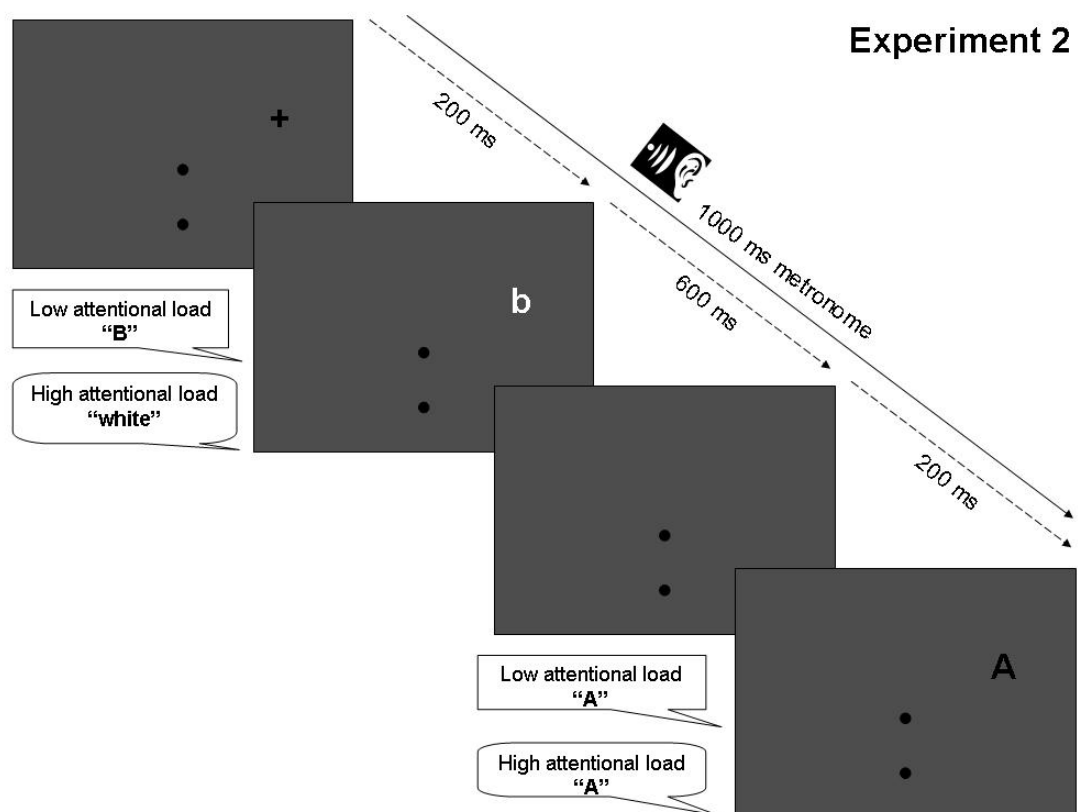 Experiment 2
200 ms
+
1000 ms metronome
Low attentional load
“B”
b
600 ms
High attentional load
“white”
200 ms
Low attentional load
“A”
A
High attentional load
“A”